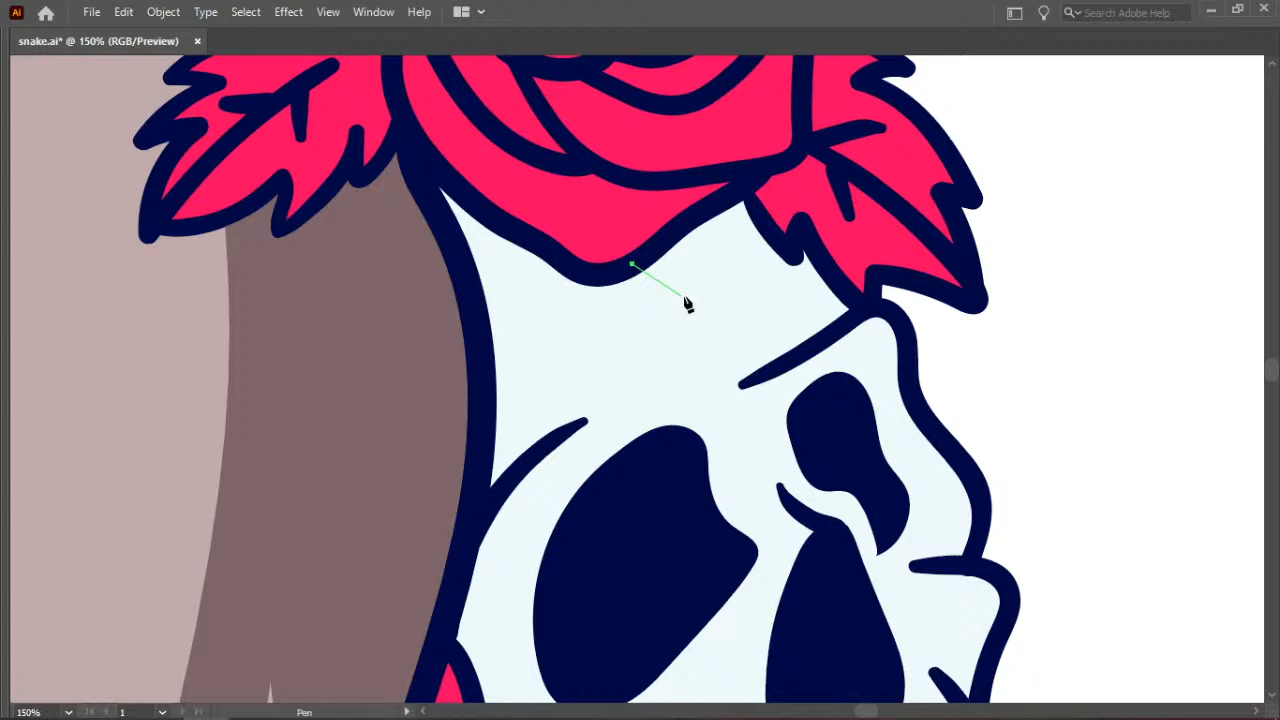 Ai File Edit Object Type Select Effect View Window Help Search Adobe Help
snake.ai* @ 150% (RGB/Preview) ×
150% 1 Pen